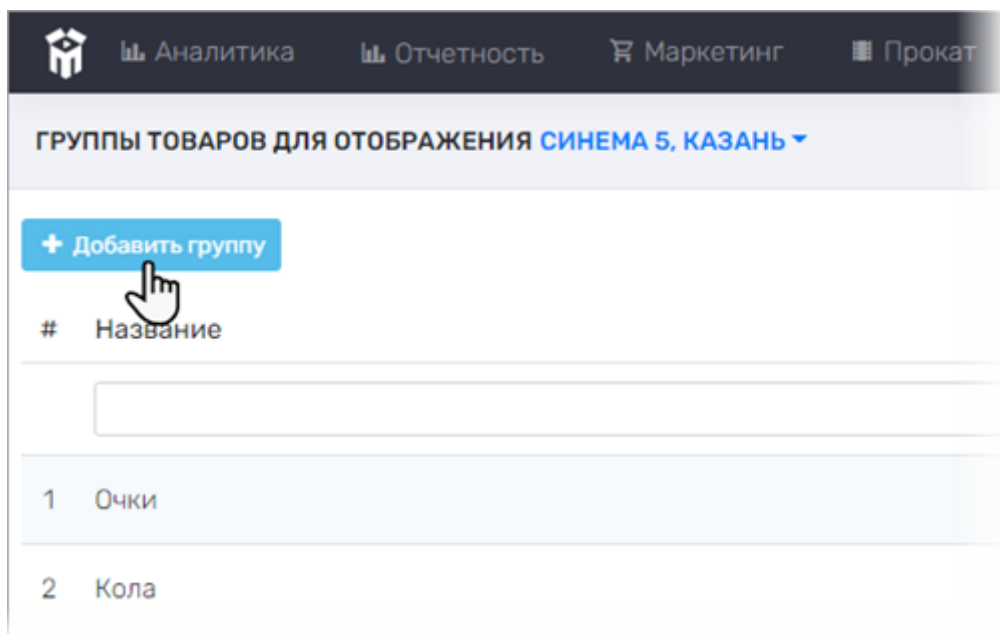 Аналитика Отчетность Маркетинг Прокат
ГРУППЫ ТОВАРОВ ДЛЯ ОТОБРАЖЕНИЯ СИНЕМА 5, КАЗАНЬ
+ Добавить группу
# Название
1 Очки
2 Кола